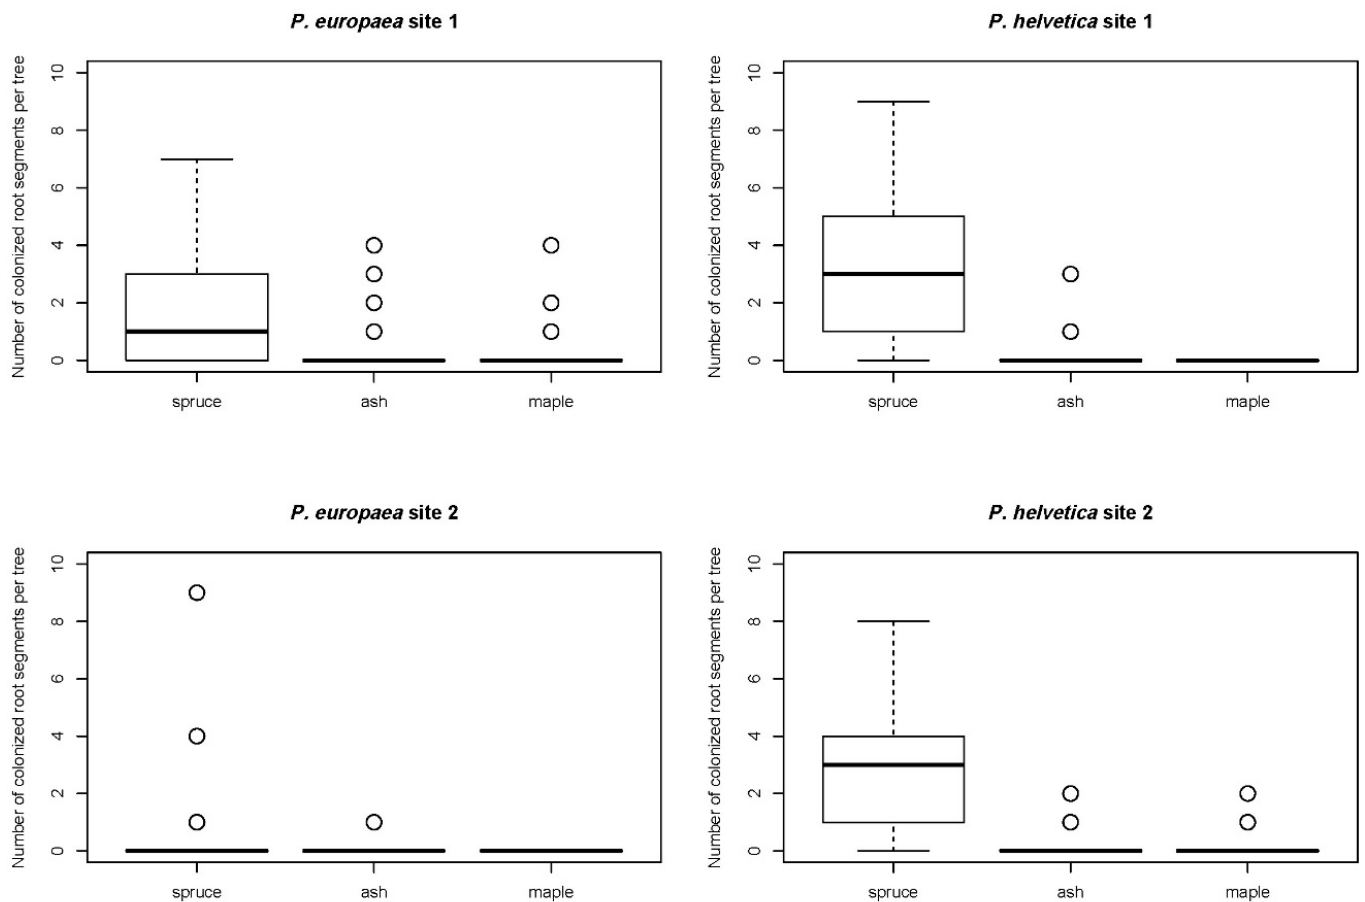 P. europaea site 1
Number of colonized root segments per tree
10
8
6
4
2
0
spruce ash maple
P. helvetica site 1
Number of colonized root segments per tree
10
8
6
4
2
0
spruce ash maple
P. europaea site 2
Number of colonized root segments per tree
10
8
6
4
2
0
spruce ash maple
P. helvetica site 2
Number of colonized root segments per tree
10
8
6
4
2
0
spruce ash maple